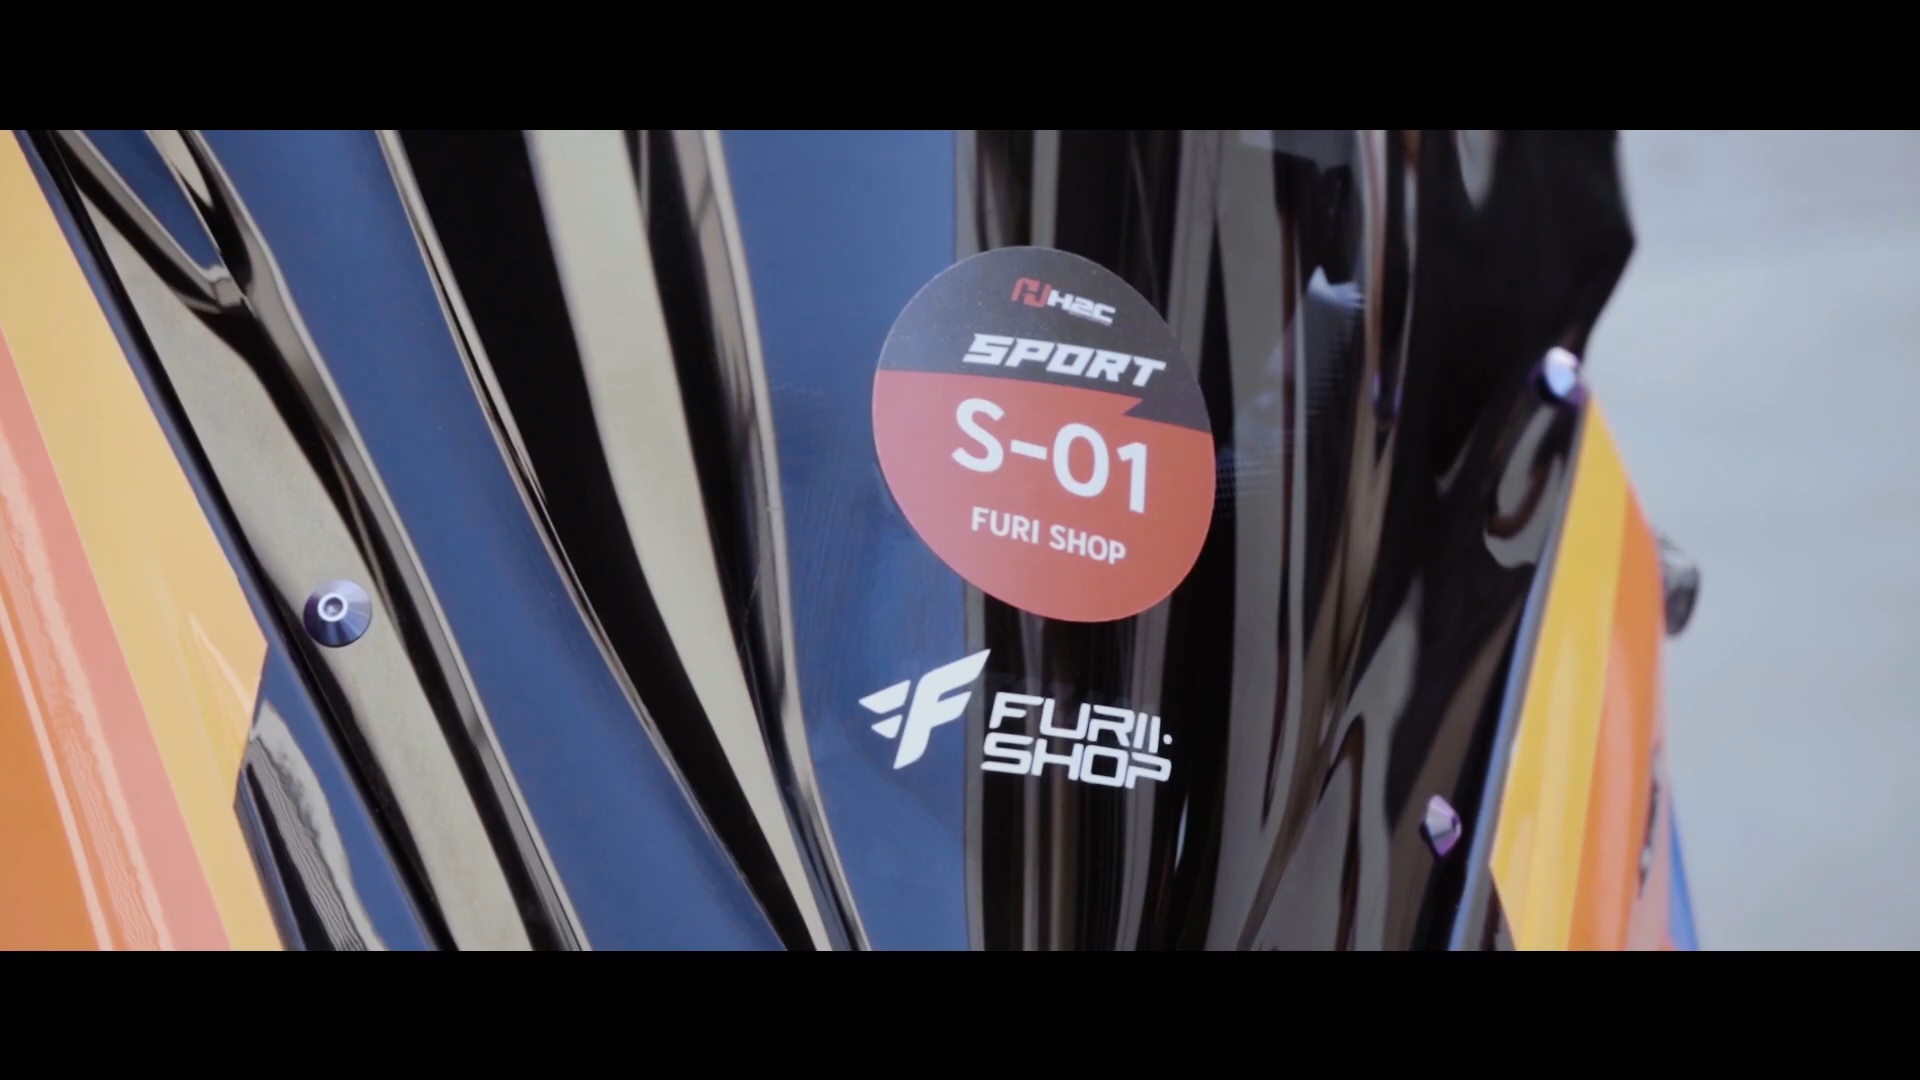 H2C
SPORT
S-01
FURI SHOP
FURII.
SHOP